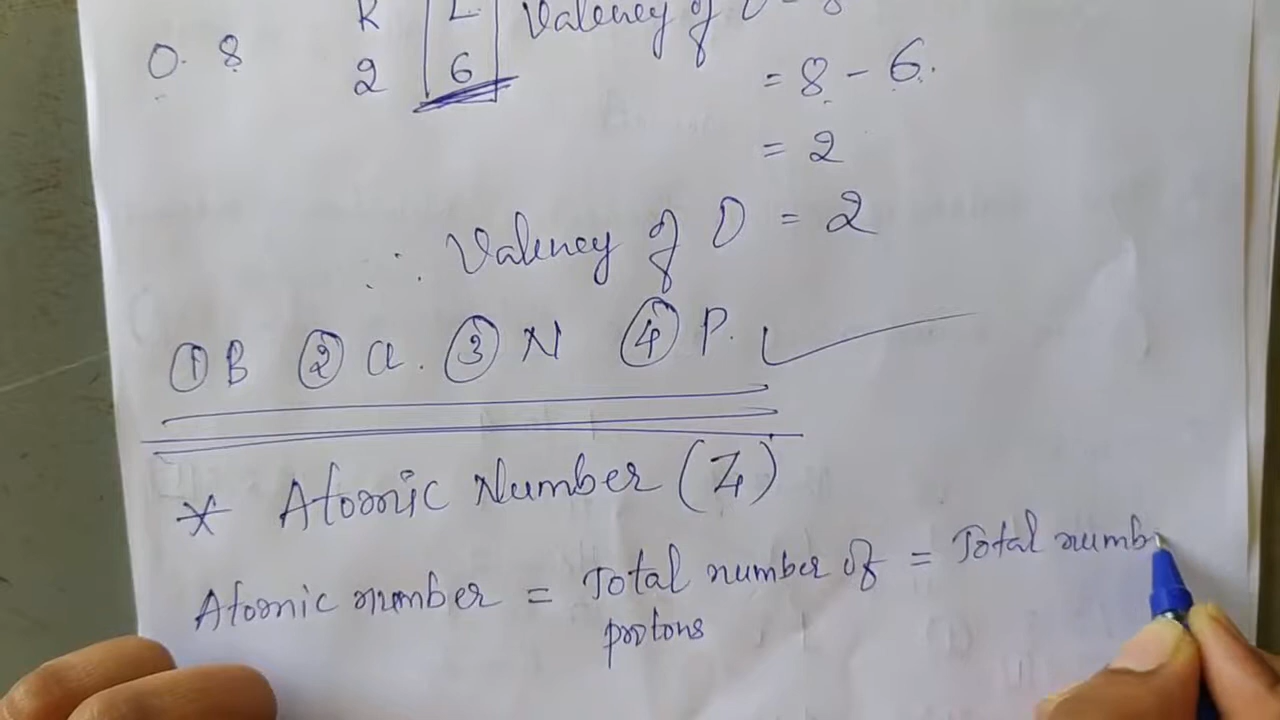 K L Valency of O = 8
O. 8 2 6 = 8 - 6.
= 2
∴ Valency of O = 2
① B ② Cl. ③ N ④ P.
* Atomic Number (Z)
Atomic number = Total number of = Total numb
protons